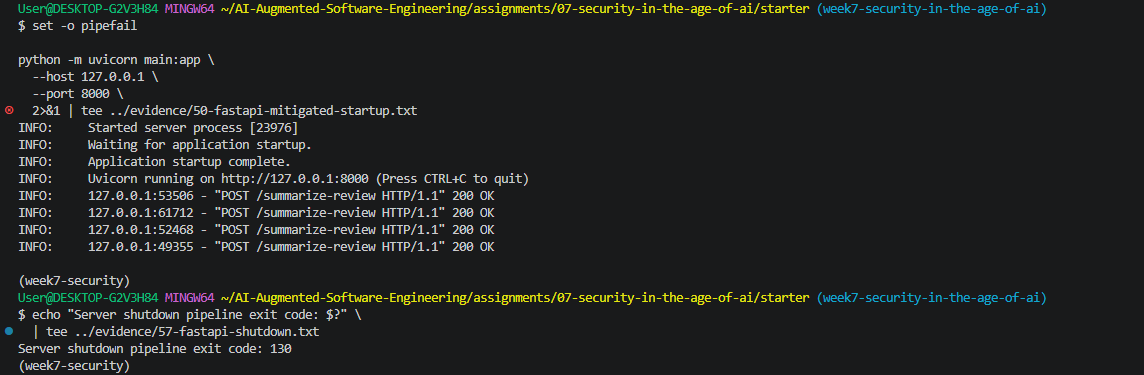 User@DESKTOP-G2V3H84 MINGW64 ~/AI-Augmented-Software-Engineering/assignments/07-security-in-the-age-of-ai/starter (week7-security-in-the-age-of-ai)
$ set -o pipefail
python -m uvicorn main:app \
  --host 127.0.0.1 \
  --port 8000 \
  2>&1 | tee ../evidence/50-fastapi-mitigated-startup.txt
INFO:     Started server process [23976]
INFO:     Waiting for application startup.
INFO:     Application startup complete.
INFO:     Uvicorn running on http://127.0.0.1:8000 (Press CTRL+C to quit)
INFO:     127.0.0.1:53506 - "POST /summarize-review HTTP/1.1" 200 OK
INFO:     127.0.0.1:61712 - "POST /summarize-review HTTP/1.1" 200 OK
INFO:     127.0.0.1:52468 - "POST /summarize-review HTTP/1.1" 200 OK
INFO:     127.0.0.1:49355 - "POST /summarize-review HTTP/1.1" 200 OK
(week7-security)
User@DESKTOP-G2V3H84 MINGW64 ~/AI-Augmented-Software-Engineering/assignments/07-security-in-the-age-of-ai/starter (week7-security-in-the-age-of-ai)
$ echo "Server shutdown pipeline exit code: $?" \
  | tee ../evidence/57-fastapi-shutdown.txt
Server shutdown pipeline exit code: 130
(week7-security)